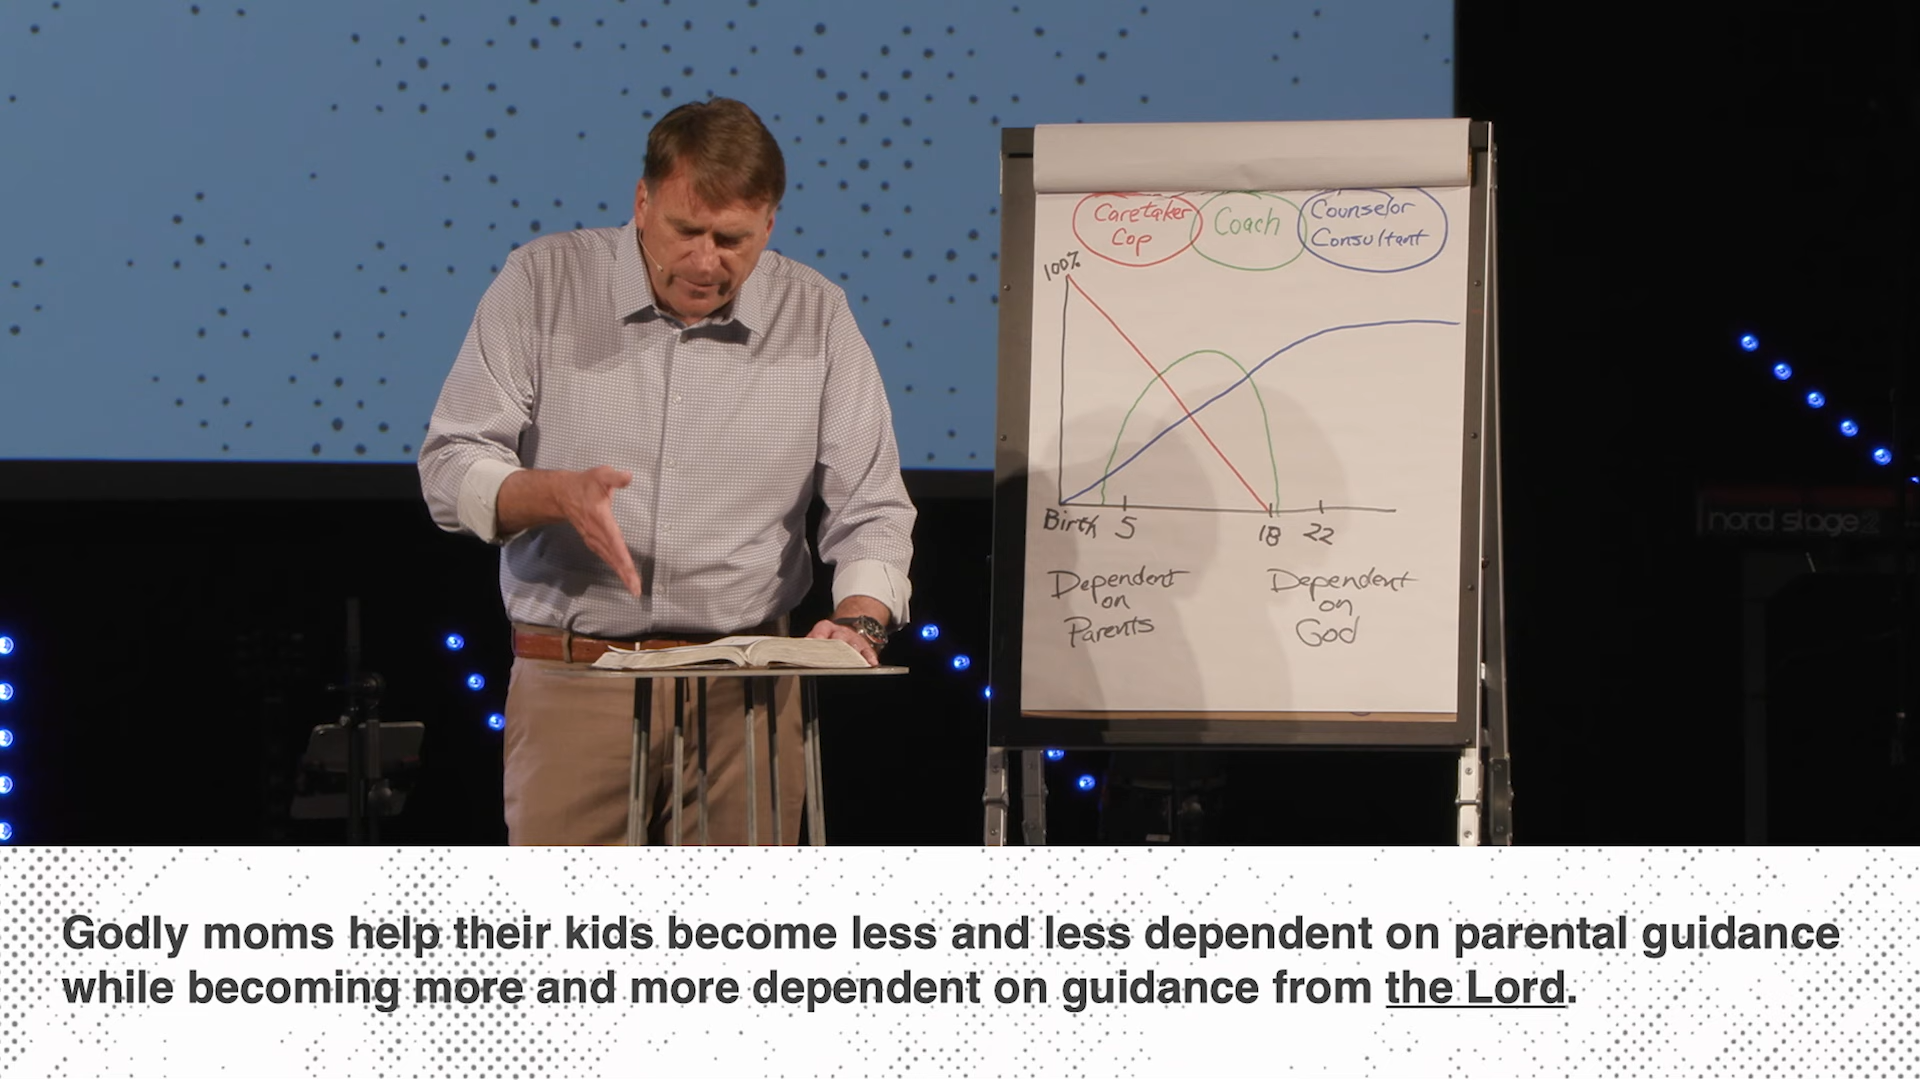 Caretaker
Cop
Coach
Counselor
Consultant
100%
Birth 5 18 22
Dependent
on
Parents
Dependent
on
God
nord stage 2
Godly moms help their kids become less and less dependent on parental guidance
while becoming more and more dependent on guidance from the Lord.